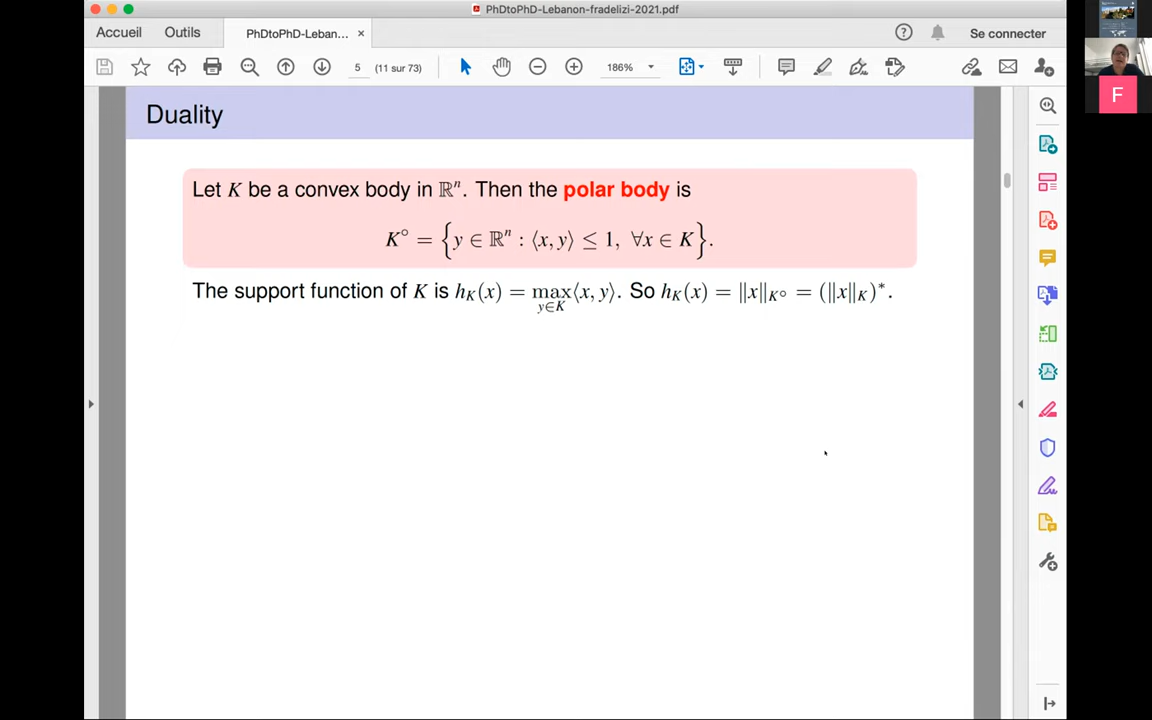 PhDtoPhD-Lebanon-fradelizi-2021.pdf
Accueil Outils PhDtoPhD-Leban... × Se connecter
5 (11 sur 73) 186%
F
Duality
Let K be a convex body in ℝⁿ. Then the polar body is
K° = {y ∈ ℝⁿ : ⟨x, y⟩ ≤ 1, ∀x ∈ K}.
The support function of K is h_K(x) = max_{y∈K}⟨x, y⟩. So h_K(x) = ‖x‖_{K°} = (‖x‖_K)*.